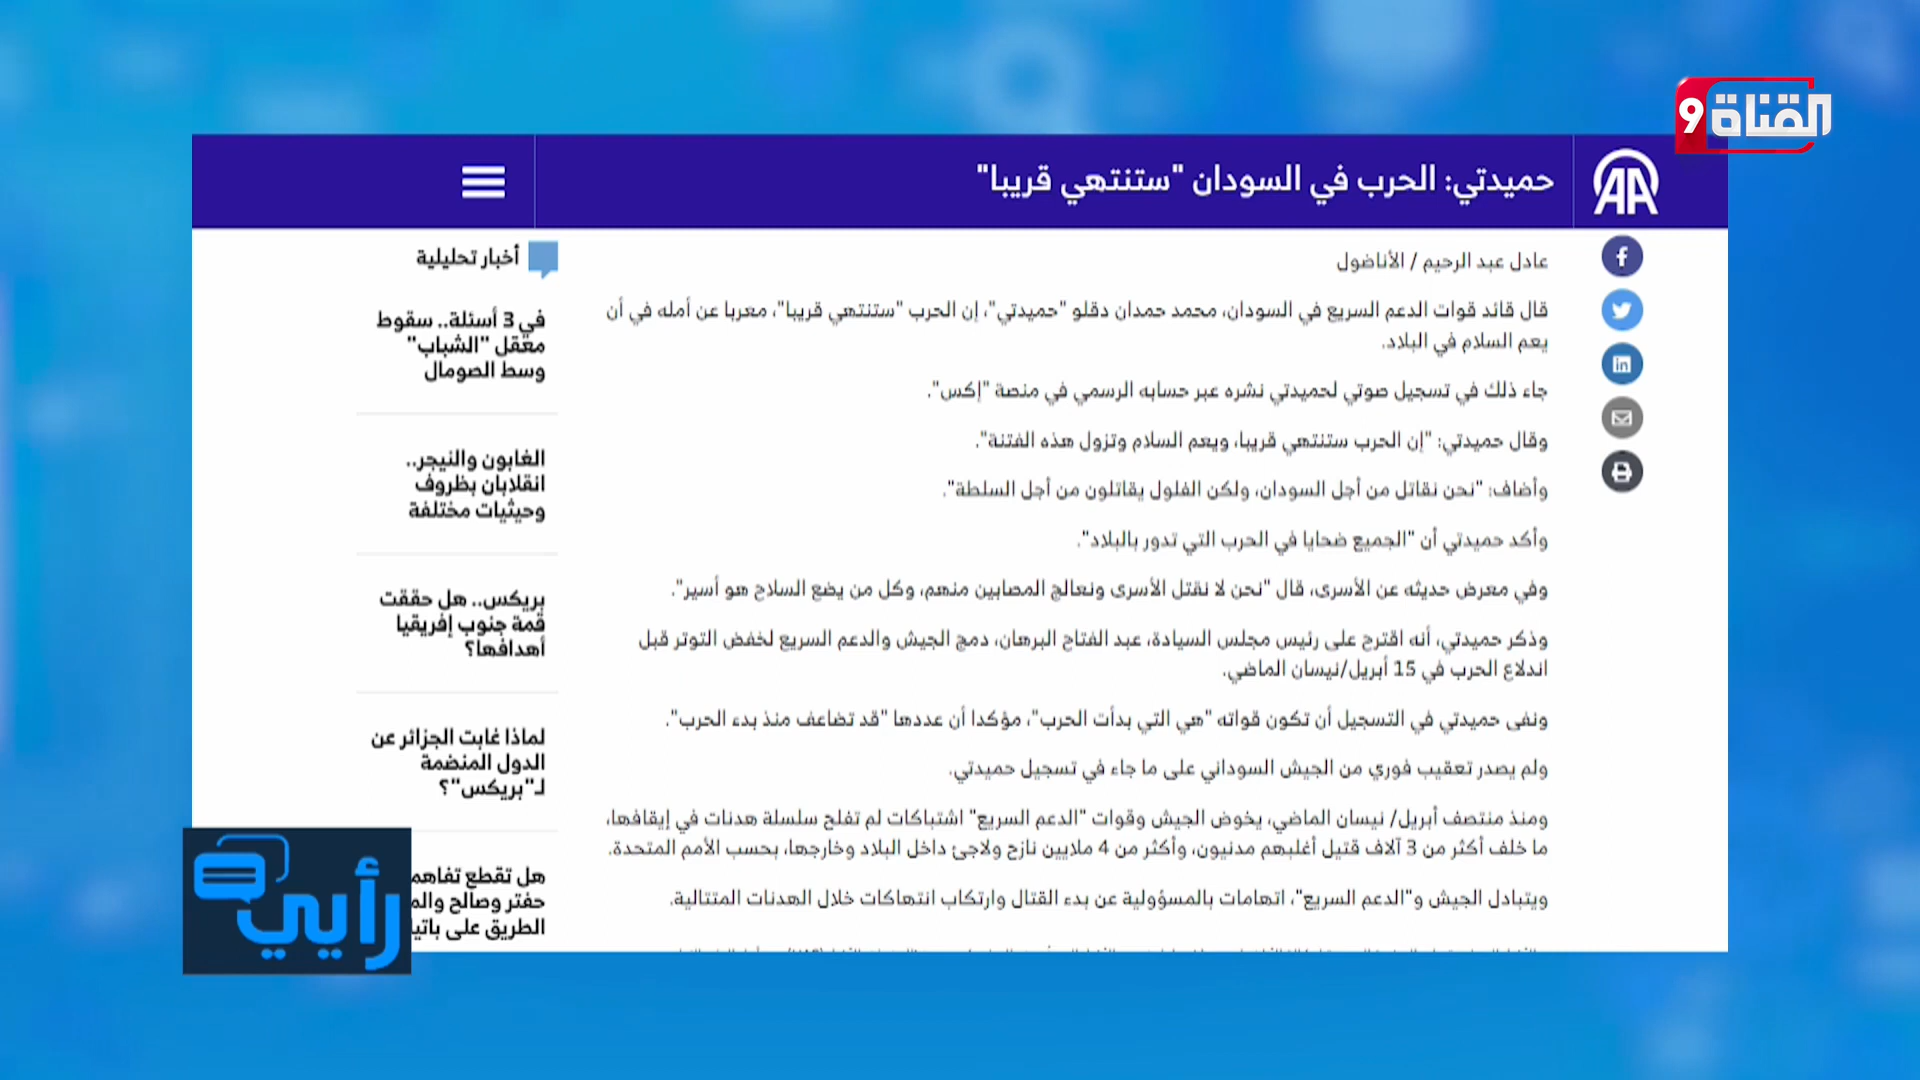 القناة 9
AA
حميدتي: الحرب في السودان "ستنتهي قريبا"
عادل عبد الرحيم / الأناضول
قال قائد قوات الدعم السريع في السودان، محمد حمدان دقلو "حميدتي"، إن الحرب "ستنتهي قريبا"، معربا عن أمله في أن
يعم السلام في البلاد.
جاء ذلك في تسجيل صوتي لحميدتي نشره عبر حسابه الرسمي في منصة "إكس".
وقال حميدتي: "إن الحرب ستنتهي قريبا، ويعم السلام وتزول هذه الفتنة".
وأضاف: "نحن نقاتل من أجل السودان، ولكن الفلول يقاتلون من أجل السلطة".
وأكد حميدتي أن "الجميع ضحايا في الحرب التي تدور بالبلاد".
وفي معرض حديثه عن الأسرى، قال "نحن لا نقتل الأسرى ونعالج المصابين منهم، وكل من يضع السلاح هو أسير".
وذكر حميدتي، أنه اقترح على رئيس مجلس السيادة، عبد الفتاح البرهان، دمج الجيش والدعم السريع لخفض التوتر قبل
اندلاع الحرب في 15 أبريل/نيسان الماضي.
ونفى حميدتي في التسجيل أن تكون قواته "هي التي بدأت الحرب"، مؤكدا أن عددها "قد تضاعف منذ بدء الحرب".
ولم يصدر تعقيب فوري من الجيش السوداني على ما جاء في تسجيل حميدتي.
ومنذ منتصف أبريل/ نيسان الماضي، يخوض الجيش وقوات "الدعم السريع" اشتباكات لم تفلح سلسلة هدنات في إيقافها،
ما خلف أكثر من 3 آلاف قتيل أغلبهم مدنيون، وأكثر من 4 ملايين نازح ولاجئ داخل البلاد وخارجها، بحسب الأمم المتحدة.
ويتبادل الجيش و"الدعم السريع"، اتهامات بالمسؤولية عن بدء القتال وارتكاب انتهاكات خلال الهدنات المتتالية.
أخبار تحليلية
في 3 أسئلة.. سقوط
معقل "الشباب"
وسط الصومال
الغابون والنيجر..
انقلابان بظروف
وحيثيات مختلفة
بريكس.. هل حققت
قمة جنوب إفريقيا
أهدافها؟
لماذا غابت الجزائر عن
الدول المنضمة
لـ"بريكس"؟
هل تقطع تفاهم
حفتر وصالح والم
الطريق على باتي
رأيي